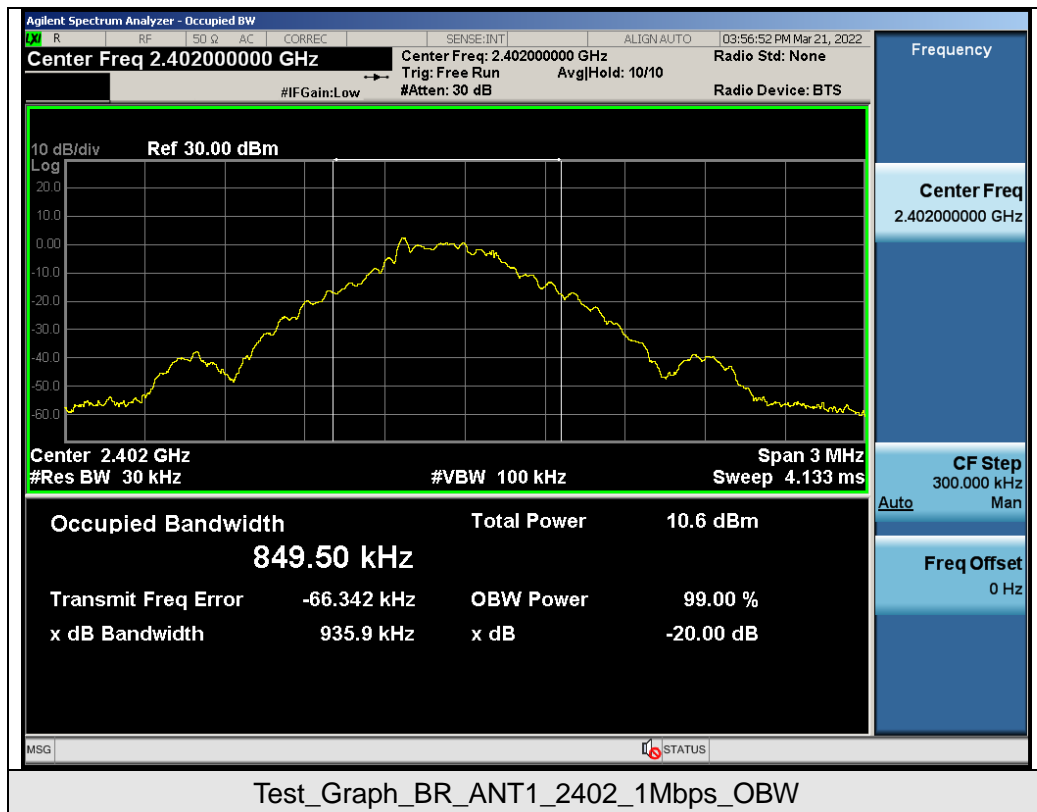 Agilent Spectrum Analyzer - Occupied BW
LXI R RF 50 Ω AC CORREC SENSE:INT ALIGN AUTO 03:56:52 PM Mar 21, 2022
Center Freq 2.402000000 GHz
Center Freq: 2.402000000 GHz Radio Std: None
Trig: Free Run Avg|Hold: 10/10
#IFGain:Low #Atten: 30 dB Radio Device: BTS
Frequency
10 dB/div Ref 30.00 dBm
Log
20.0
10.0
0.00
-10.0
-20.0
-30.0
-40.0
-50.0
-60.0
Center 2.402 GHz Span 3 MHz
#Res BW 30 kHz #VBW 100 kHz Sweep 4.133 ms
Occupied Bandwidth Total Power 10.6 dBm
849.50 kHz
Transmit Freq Error -66.342 kHz OBW Power 99.00 %
x dB Bandwidth 935.9 kHz x dB -20.00 dB
Center Freq
2.402000000 GHz
CF Step
300.000 kHz
Auto Man
Freq Offset
0 Hz
MSG STATUS
Test_Graph_BR_ANT1_2402_1Mbps_OBW